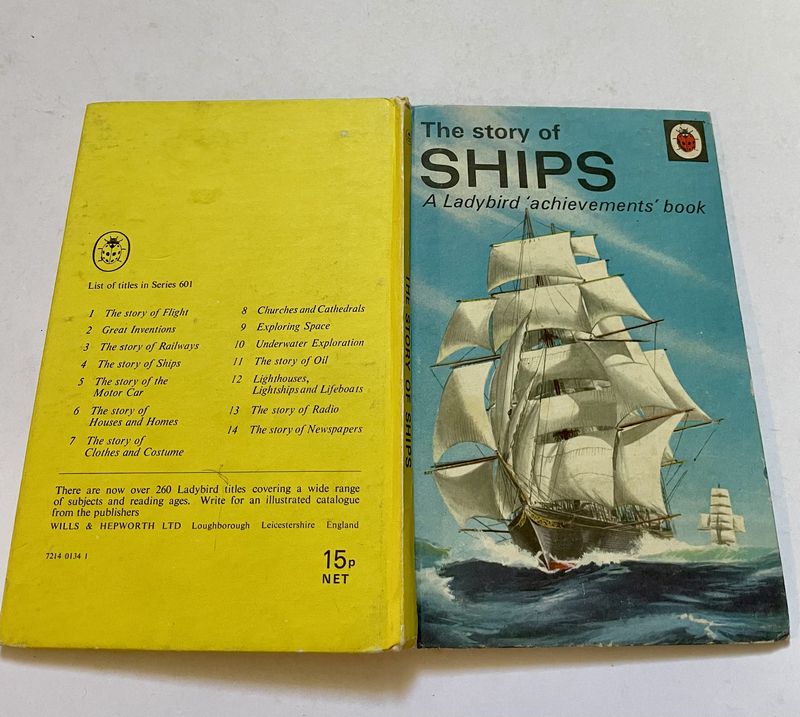 List of titles in Series 601
1 The story of Flight
2 Great Inventions
3 The story of Railways
4 The story of Ships
5 The story of the
Motor Car
6 The story of
Houses and Homes
7 The story of
Clothes and Costume
8 Churches and Cathedrals
9 Exploring Space
10 Underwater Exploration
11 The story of Oil
12 Lighthouses,
Lightships and Lifeboats
13 The story of Radio
14 The story of Newspapers
There are now over 260 Ladybird titles covering a wide range
of subjects and reading ages. Write for an illustrated catalogue
from the publishers
WILLS & HEPWORTH LTD Loughborough Leicestershire England
7214 0134 1
15p
NET
THE STORY OF SHIPS
The story of
SHIPS
A Ladybird 'achievements' book